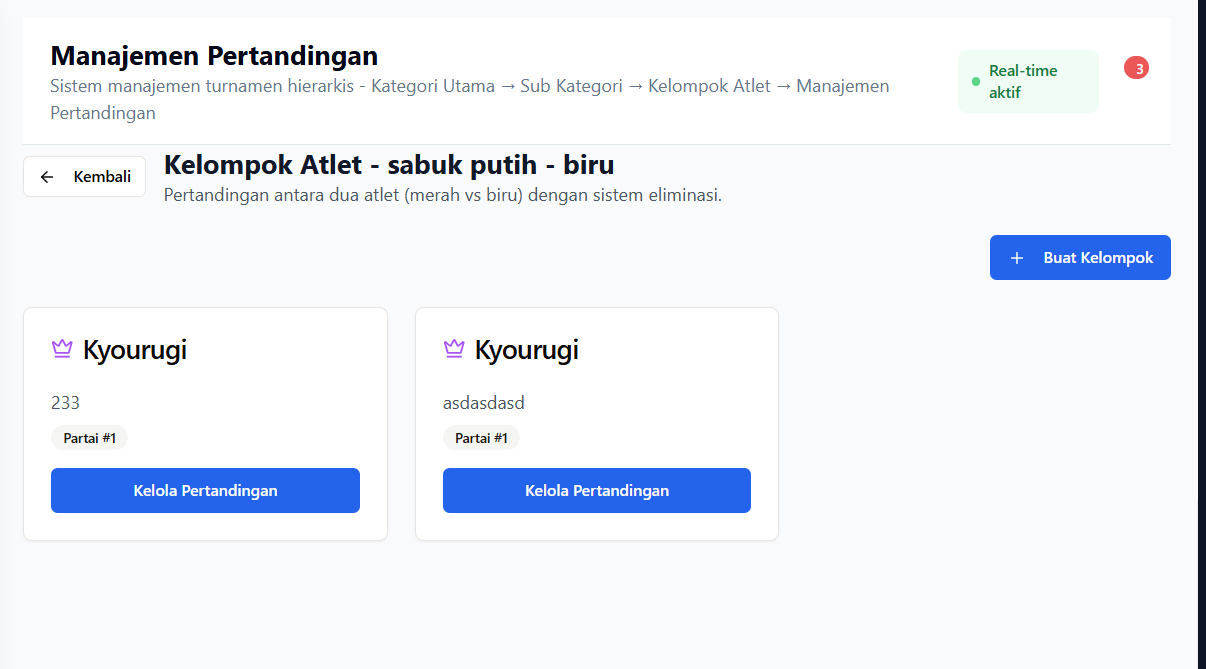 Manajemen Pertandingan
Sistem manajemen turnamen hierarkis - Kategori Utama → Sub Kategori → Kelompok Atlet → Manajemen
Pertandingan
Real-time
aktif
3
Kembali
Kelompok Atlet - sabuk putih - biru
Pertandingan antara dua atlet (merah vs biru) dengan sistem eliminasi.
Buat Kelompok
Kyourugi
233
Partai #1
Kelola Pertandingan
Kyourugi
asdasdasd
Partai #1
Kelola Pertandingan